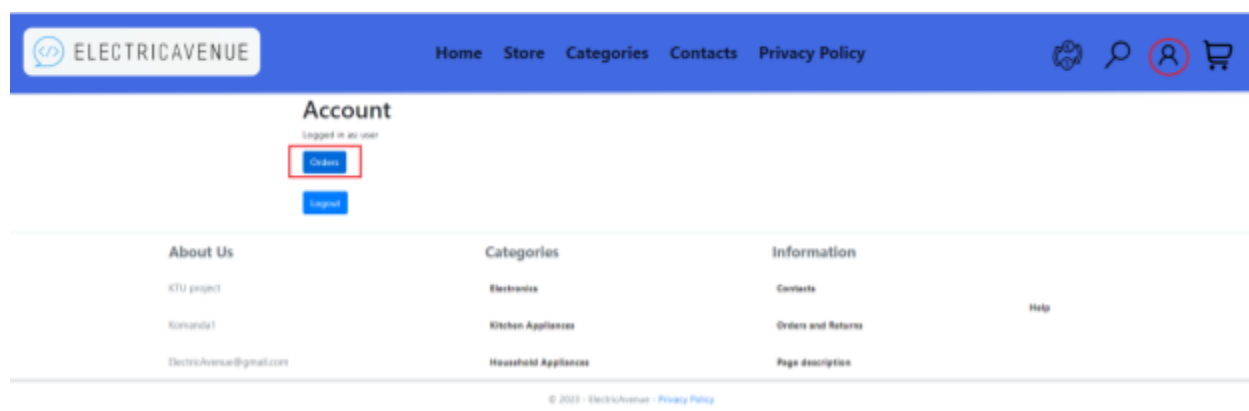 </> ELECTRICAVENUE
Home Store Categories Contacts Privacy Policy
Account
Logged in as user
Orders
Logout
About Us
KTU project
Komanda1
ElectricAvenue@gmail.com
Categories
Electronics
Kitchen Appliances
Household Appliances
Information
Contacts
Orders and Returns
Page description
Help
© 2023 - ElectricAvenue - Privacy Policy